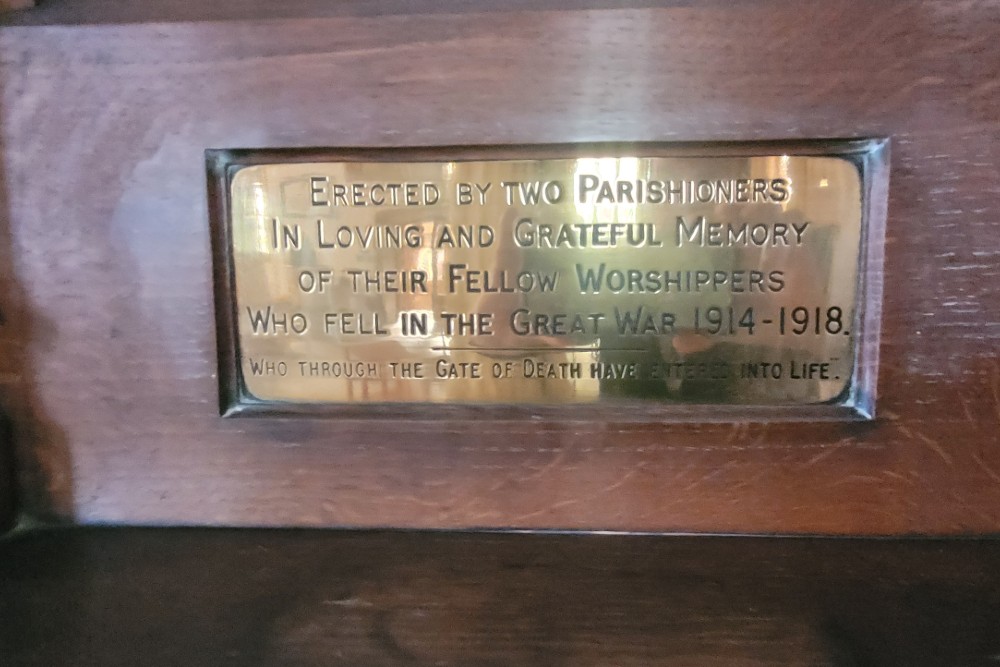 Erected by two Parishioners
In Loving and Grateful Memory
of their Fellow Worshippers
Who fell in the Great War 1914-1918.
Who through the Gate of Death have entered into Life".